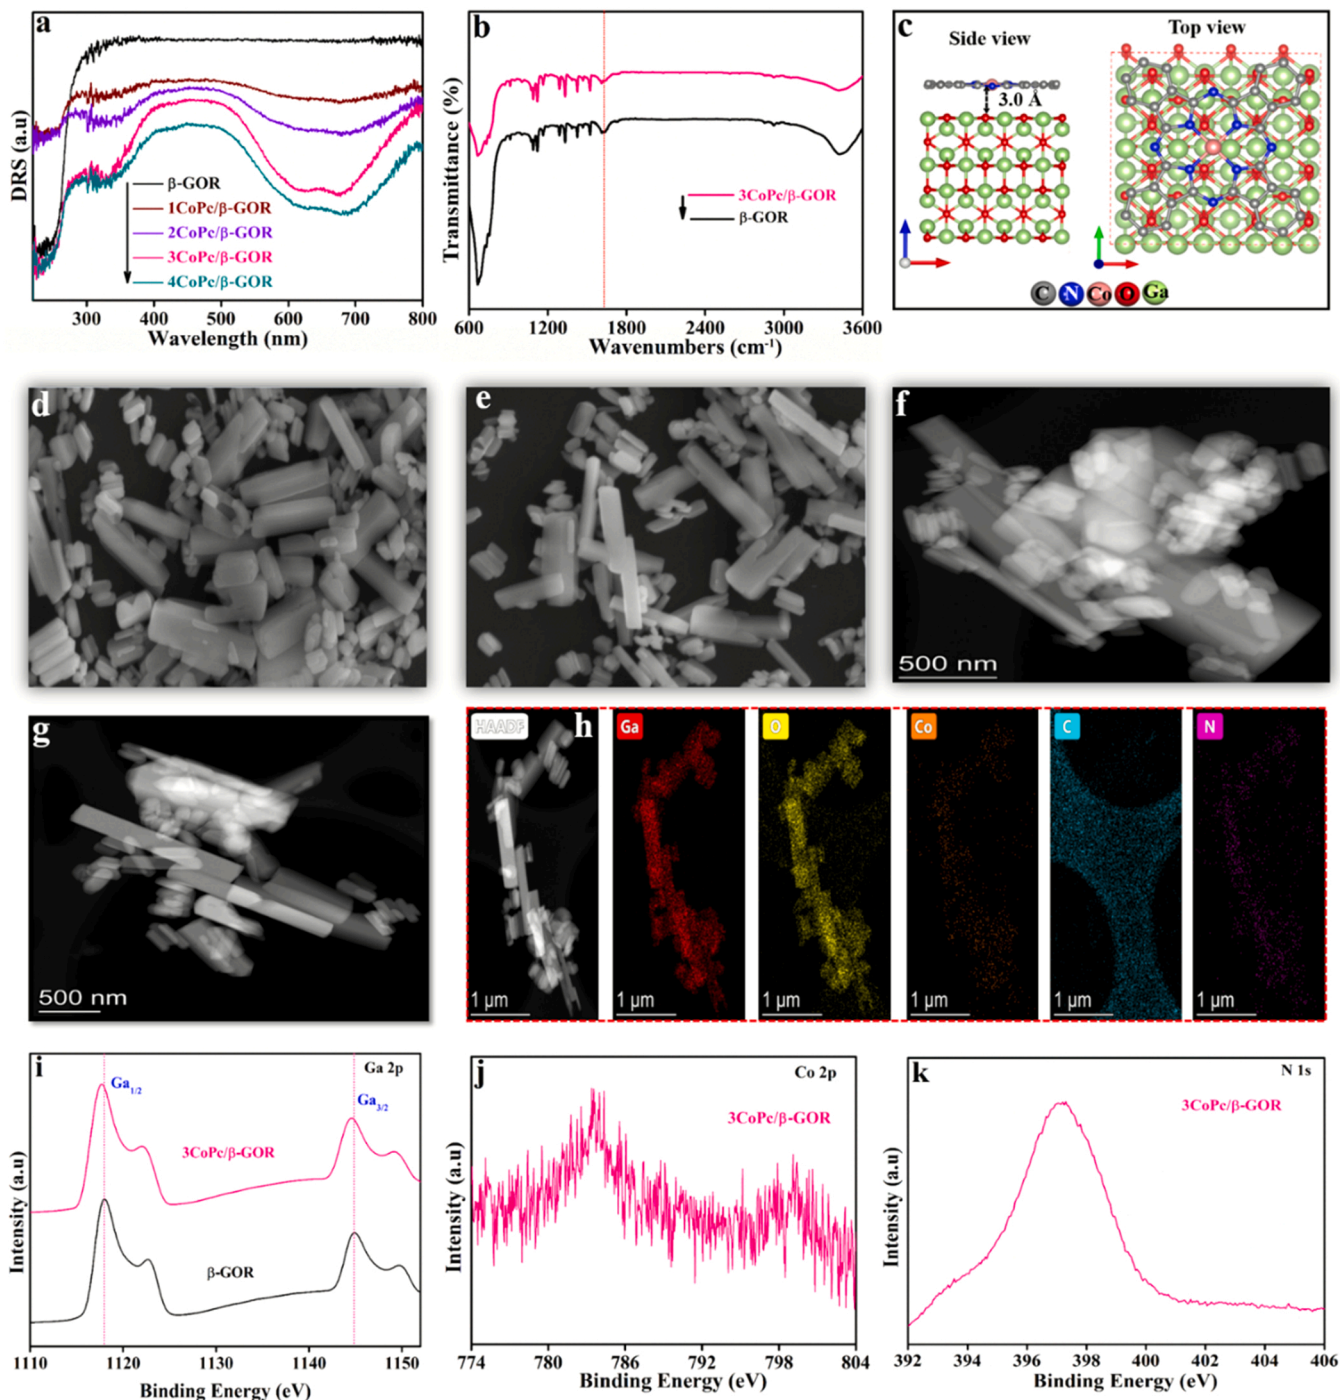 a
DRS (a.u)
β-GOR
1CoPc/β-GOR
2CoPc/β-GOR
3CoPc/β-GOR
4CoPc/β-GOR
300 400 500 600 700 800
Wavelength (nm)
b
Transmittance (%)
3CoPc/β-GOR
β-GOR
600 1200 1800 2400 3000 3600
Wavenumbers (cm⁻¹)
c
Side view
Top view
3.0 Å
C N Co O Ga
d
e
f
500 nm
g
500 nm
HAADF
h
Ga
O
Co
C
N
1 μm
1 μm
1 μm
1 μm
1 μm
1 μm
i
Ga 2p
Ga₁/₂
Ga₃/₂
3CoPc/β-GOR
β-GOR
Intensity (a.u)
1110 1120 1130 1140 1150
Binding Energy (eV)
j
Co 2p
3CoPc/β-GOR
Intensity (a.u)
774 780 786 792 798 804
Binding Energy (eV)
k
N 1s
3CoPc/β-GOR
Intensity (a.u)
392 394 396 398 400 402 404 406
Binding Energy (eV)